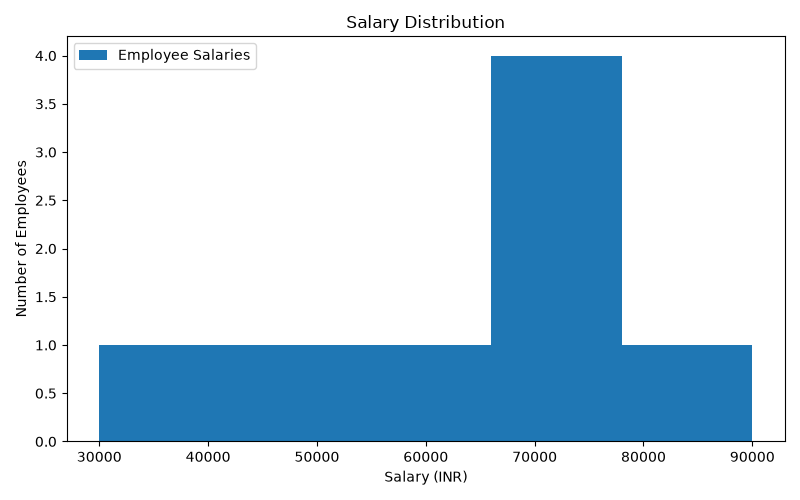 Salary Distribution
Employee Salaries
4.0
3.5
3.0
2.5
2.0
1.5
1.0
0.5
0.0
Number of Employees
30000 40000 50000 60000 70000 80000 90000
Salary (INR)